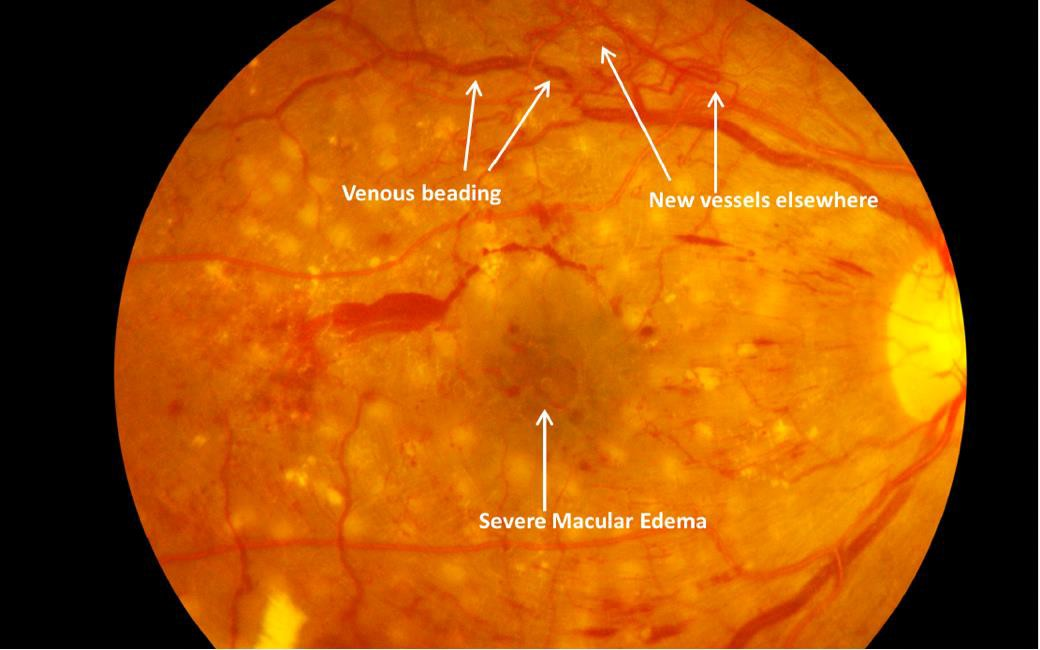 Venous beading
New vessels elsewhere
Severe Macular Edema